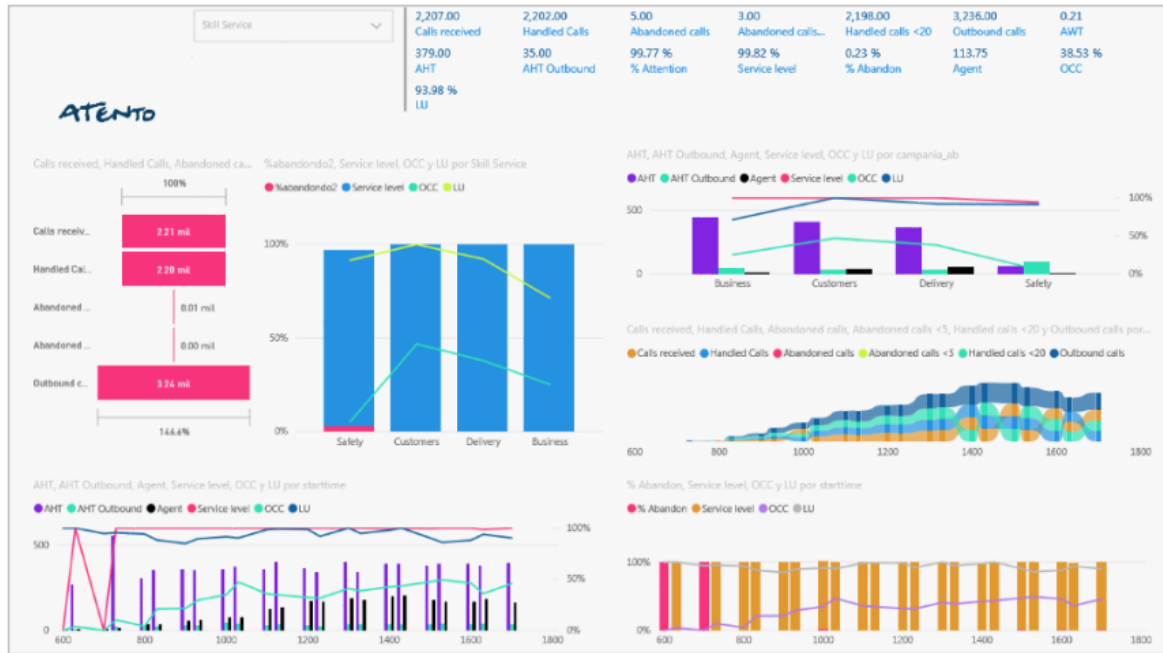 Skill Service
2,207.00 2,202.00 5.00 3.00 2,198.00 3,236.00 0.21
Calls received Handled Calls Abandoned calls Abandoned calls... Handled calls <20 Outbound calls AWT
379.00 35.00 99.77 % 99.82 % 0.23 % 113.75 38.53 %
AHT AHT Outbound % Attention Service level % Abandon Agent OCC
93.98 %
LU
ATENTO
Calls received, Handled Calls, Abandoned ca...
100%
Calls receiv... 2.21 mil
Handled Cal... 2.20 mil
Abandoned ... 0.01 mil
Abandoned ... 0.00 mil
Outbound c... 3.24 mil
146.6%
%abandondo2, Service level, OCC y LU por Skill Service
%abandondo2 Service level OCC LU
100%
50%
0%
Safety Customers Delivery Business
AHT, AHT Outbound, Agent, Service level, OCC y LU por campania_ab
AHT AHT Outbound Agent Service level OCC LU
500 100%
50%
0 0%
Business Customers Delivery Safety
Calls received, Handled Calls, Abandoned calls, Abandoned calls <5, Handled calls <20 y Outbound calls por...
Calls received Handled Calls Abandoned calls Abandoned calls <5 Handled calls <20 Outbound calls
600 800 1000 1200 1400 1600 1800
AHT, AHT Outbound, Agent, Service level, OCC y LU por starttime
AHT AHT Outbound Agent Service level OCC LU
100%
500
50%
0 0%
600 800 1000 1200 1400 1600 1800
% Abandon, Service level, OCC y LU por starttime
% Abandon Service level OCC LU
100%
50%
0%
600 800 1000 1200 1400 1600 1800